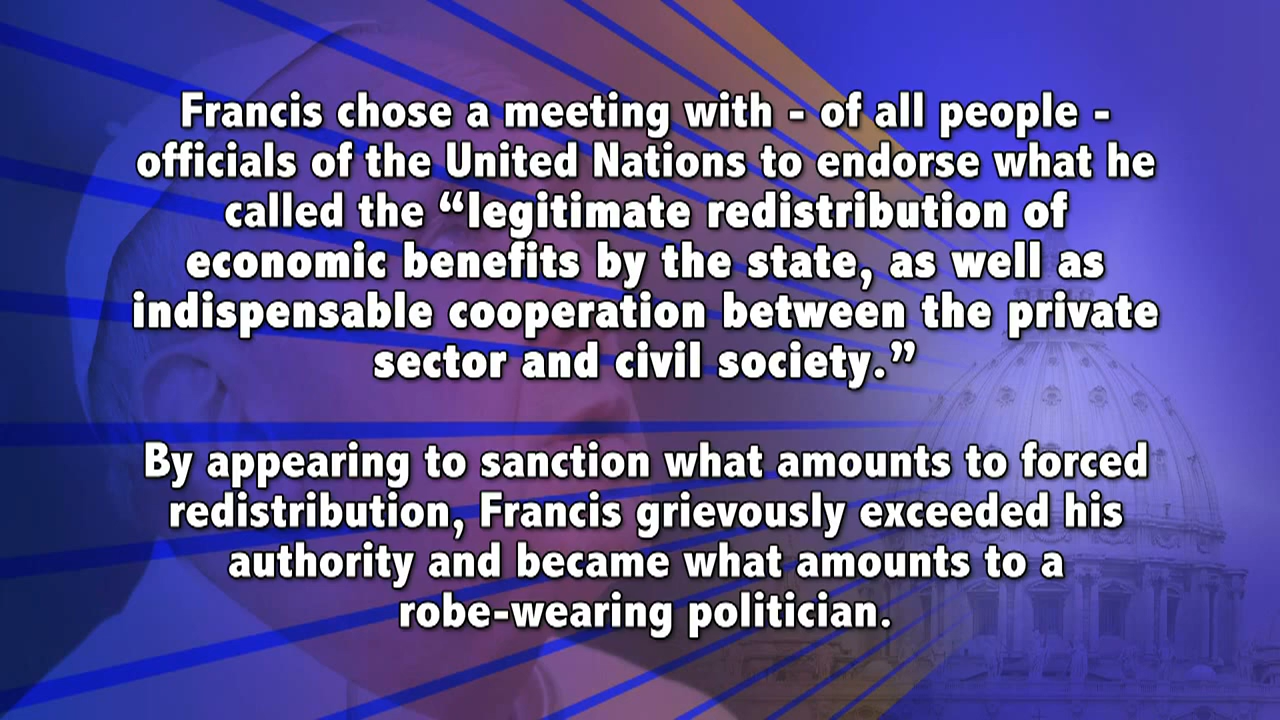 Francis chose a meeting with - of all people -
officials of the United Nations to endorse what he
called the “legitimate redistribution of
economic benefits by the state, as well as
indispensable cooperation between the private
sector and civil society.”
By appearing to sanction what amounts to forced
redistribution, Francis grievously exceeded his
authority and became what amounts to a
robe-wearing politician.